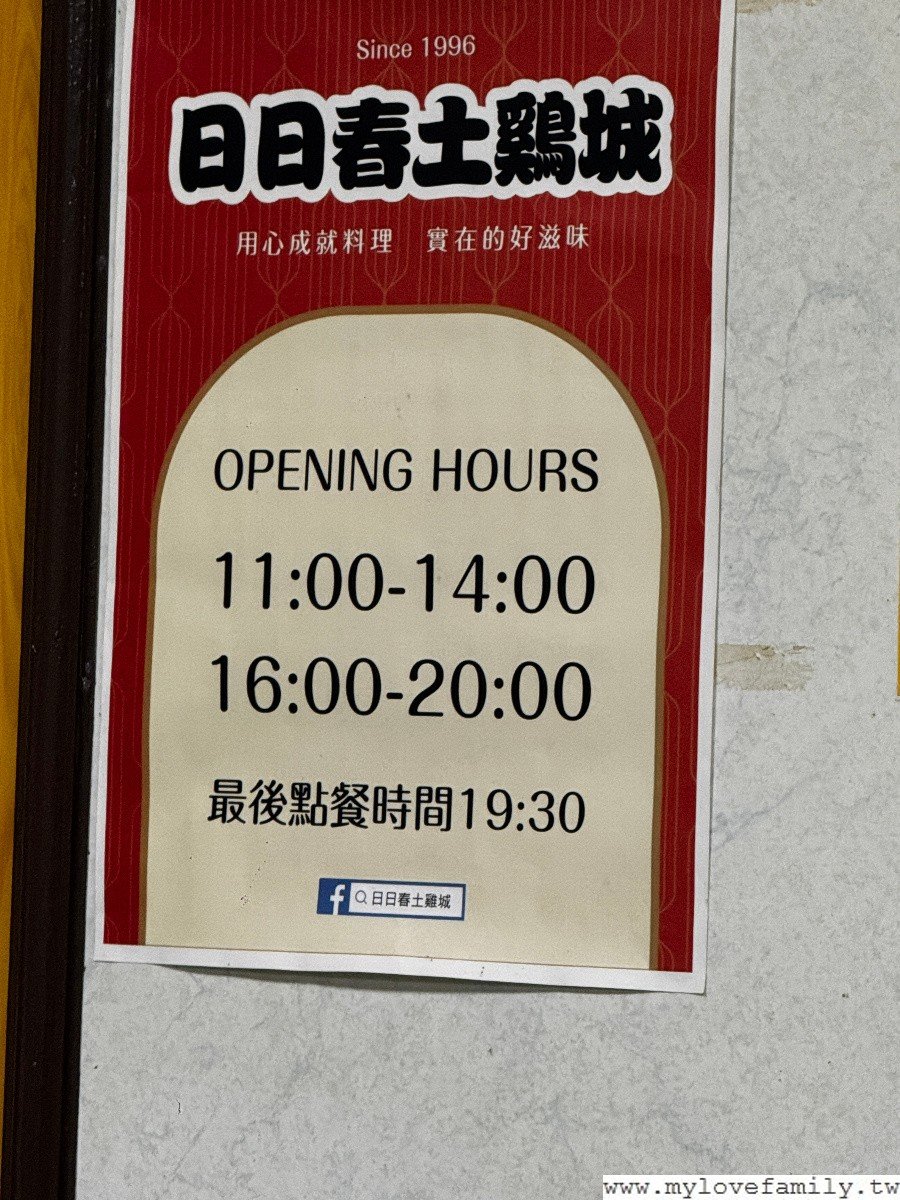 Since 1996
日日春土鷄城
用心成就料理　實在的好滋味
OPENING HOURS
11:00-14:00
16:00-20:00
最後點餐時間19:30
f 日日春土雞城
www.mylovefamily.tw